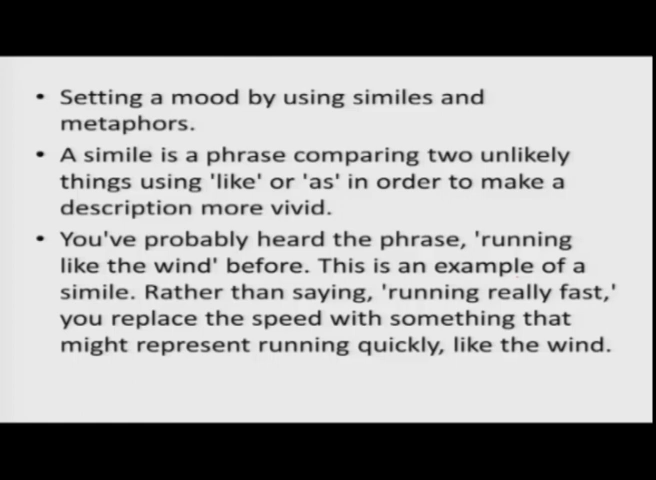 • Setting a mood by using similes and
metaphors.
• A simile is a phrase comparing two unlikely
things using 'like' or 'as' in order to make a
description more vivid.
• You've probably heard the phrase, 'running
like the wind' before. This is an example of a
simile. Rather than saying, 'running really fast,'
you replace the speed with something that
might represent running quickly, like the wind.